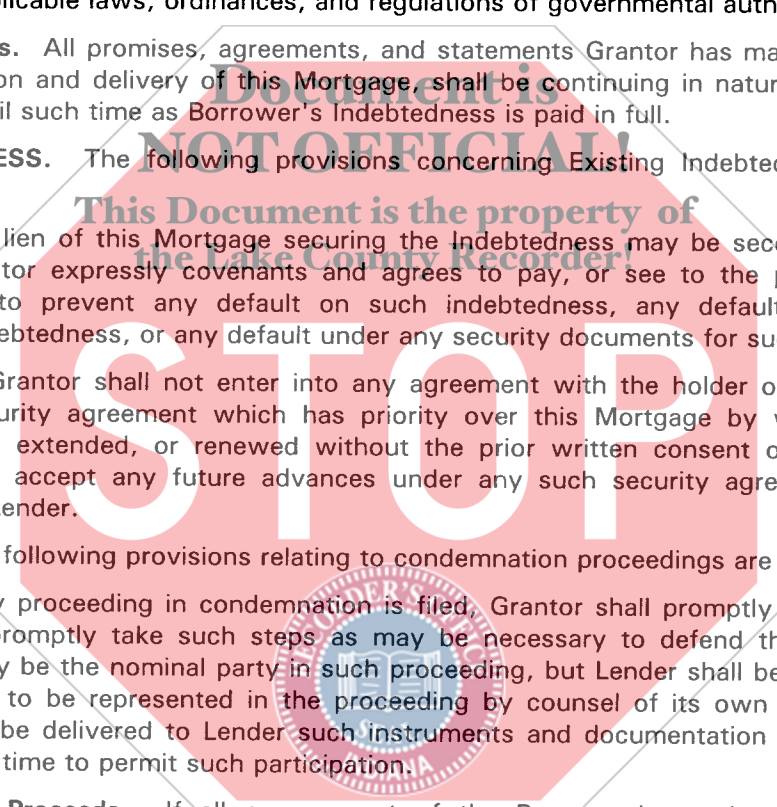 plicable laws, ordinances, and regulations of governmental auth
s. All promises, agreements, and statements Grantor has ma
on and delivery of this Mortgage, shall be continuing in natur
il such time as Borrower's Indebtedness is paid in full.
ESS. The following provisions concerning Existing Indebted
lien of this Mortgage securing the Indebtedness may be seco
tor expressly covenants and agrees to pay, or see to the p
to prevent any default on such indebtedness, any default
ebtedness, or any default under any security documents for su
Grantor shall not enter into any agreement with the holder o
urity agreement which has priority over this Mortgage by
extended, or renewed without the prior written consent o
accept any future advances under any such security agre
ender.
following provisions relating to condemnation proceedings are
y proceeding in condemnation is filed, Grantor shall promptly
promptly take such steps as may be necessary to defend th
y be the nominal party in such proceeding, but Lender shall be
to be represented in the proceeding by counsel of its own
be delivered to Lender such instruments and documentation
time to permit such participation.
Document is
NOT OFFICIAL!
This Document is the property of
the Lake County Recorder!
STOP
RECORDER'S OFFICE
SEAL